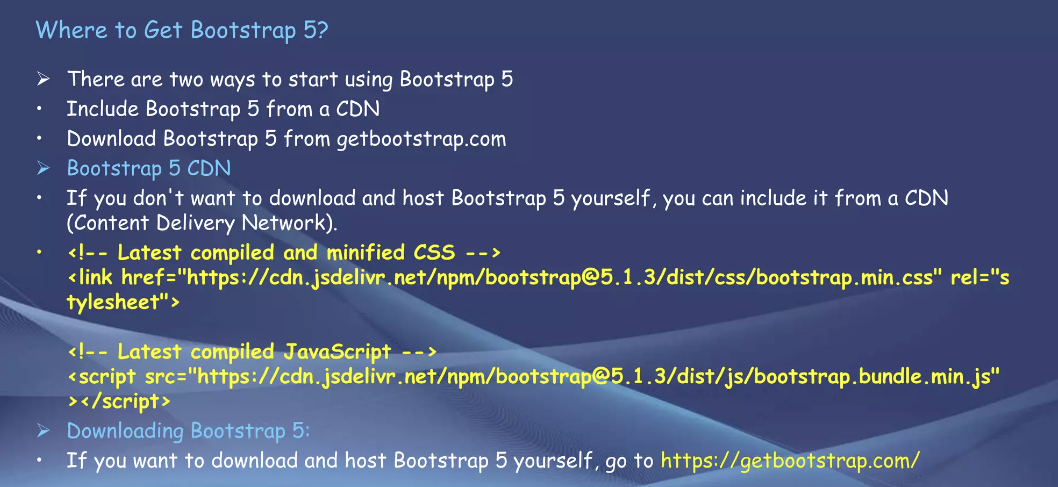 Where to Get Bootstrap 5?
➢ There are two ways to start using Bootstrap 5
• Include Bootstrap 5 from a CDN
• Download Bootstrap 5 from getbootstrap.com
➢ Bootstrap 5 CDN
• If you don't want to download and host Bootstrap 5 yourself, you can include it from a CDN
(Content Delivery Network).
• <!-- Latest compiled and minified CSS -->
<link href="https://cdn.jsdelivr.net/npm/bootstrap@5.1.3/dist/css/bootstrap.min.css" rel="s
tylesheet">
<!-- Latest compiled JavaScript -->
<script src="https://cdn.jsdelivr.net/npm/bootstrap@5.1.3/dist/js/bootstrap.bundle.min.js"
></script>
➢ Downloading Bootstrap 5:
• If you want to download and host Bootstrap 5 yourself, go to https://getbootstrap.com/